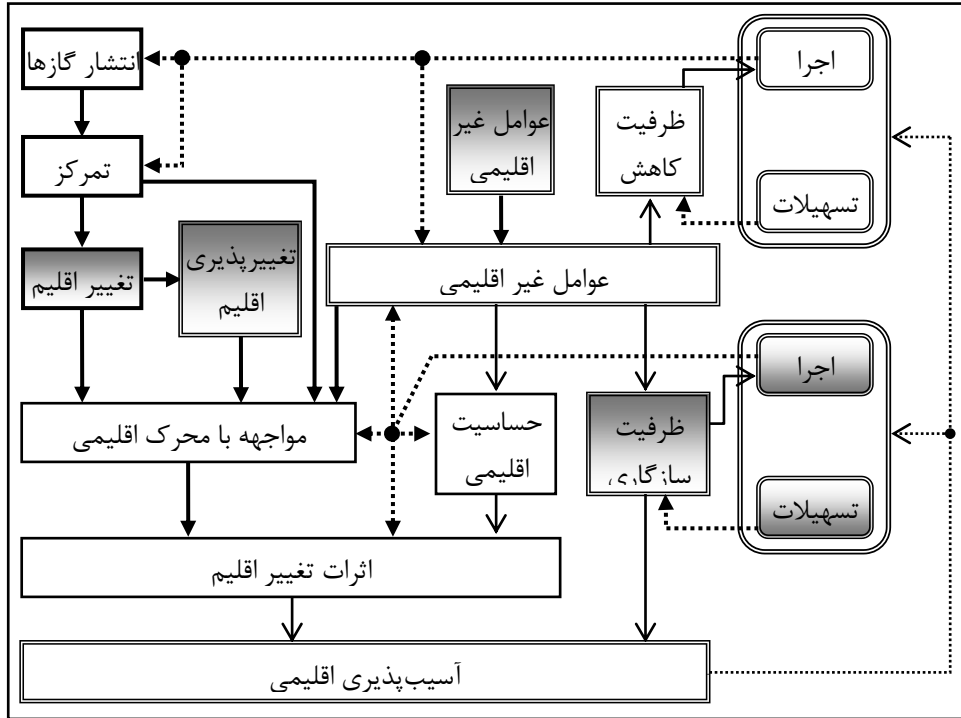 انتشار گازها
اجرا
عوامل غیر
اقلیمی
ظرفیت
کاهش
تمرکز
تسهیلات
تغییر اقلیم
تغییرپذیری
اقلیم
عوامل غیر اقلیمی
اجرا
مواجهه با محرک اقلیمی
حساسیت
اقلیمی
ظرفیت
سازگاری
تسهیلات
اثرات تغییر اقلیم
آسیب‌پذیری اقلیمی